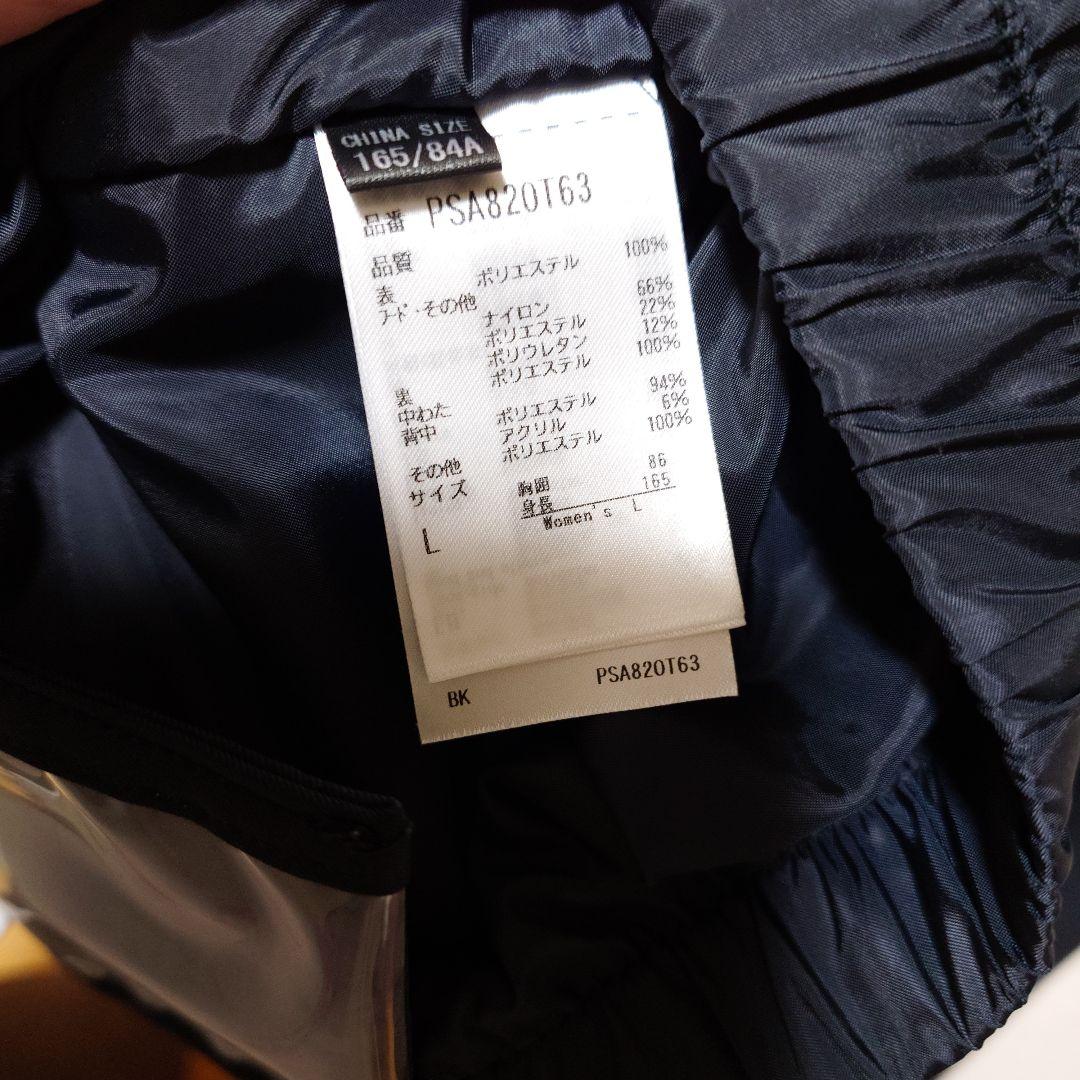 CHINA SIZE
165/84A
品番 PSA820T63
品質
表 ポリエステル 100%
フード・その他 ナイロン 66%
ポリエステル 22%
ポリウレタン 12%
裏 ポリエステル 100%
中わた ポリエステル 94%
背中 アクリル 6%
その他 ポリエステル 100%
サイズ 胸囲 86
身長 165
L Women's L
BK PSA820T63